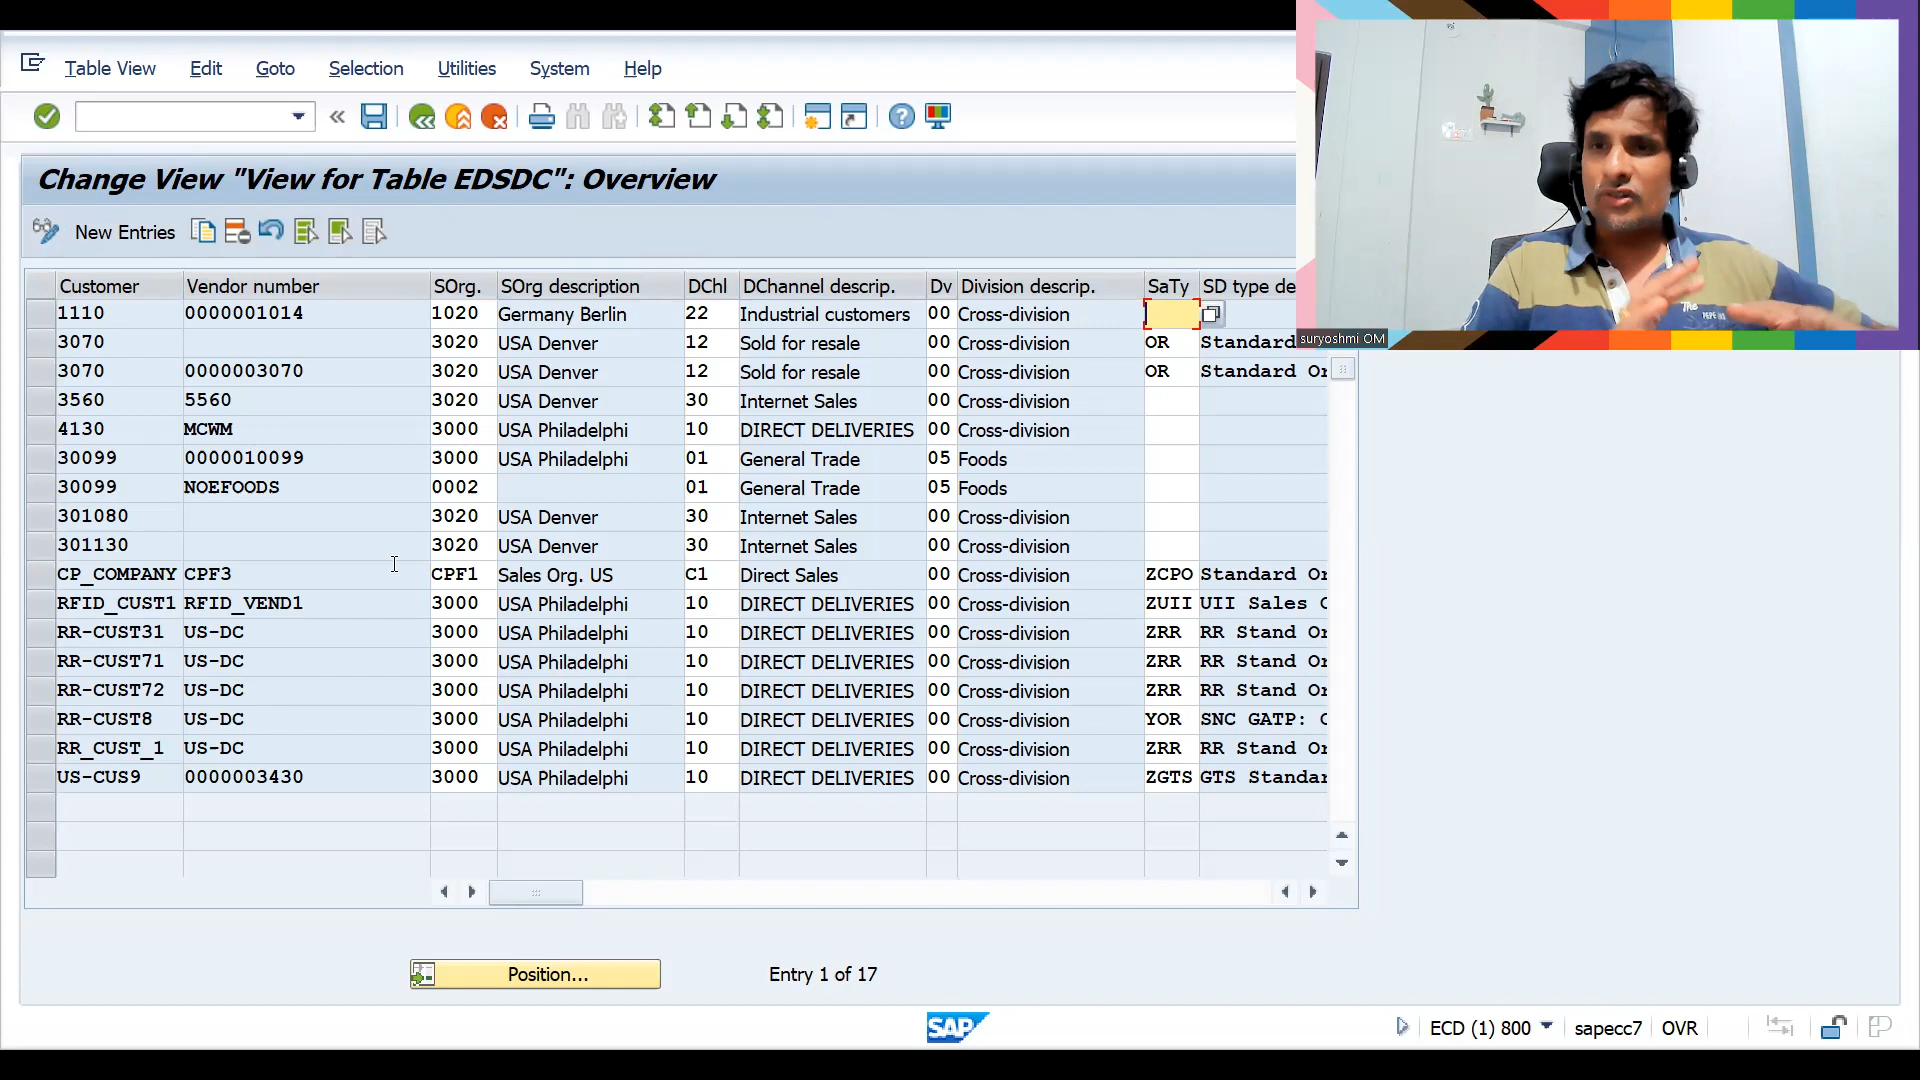 Table View Edit Goto Selection Utilities System Help
Change View "View for Table EDSDC": Overview
New Entries
Customer Vendor number SOrg. SOrg description DChl DChannel descrip. Dv Division descrip. SaTy SD type de
1110 0000001014 1020 Germany Berlin 22 Industrial customers 00 Cross-division
3070 3020 USA Denver 12 Sold for resale 00 Cross-division OR Standard
3070 0000003070 3020 USA Denver 12 Sold for resale 00 Cross-division OR Standard Or
3560 5560 3020 USA Denver 30 Internet Sales 00 Cross-division
4130 MCWM 3000 USA Philadelphi 10 DIRECT DELIVERIES 00 Cross-division
30099 0000010099 3000 USA Philadelphi 01 General Trade 05 Foods
30099 NOEFOODS 0002 01 General Trade 05 Foods
301080 3020 USA Denver 30 Internet Sales 00 Cross-division
301130 3020 USA Denver 30 Internet Sales 00 Cross-division
CP_COMPANY CPF3 CPF1 Sales Org. US C1 Direct Sales 00 Cross-division ZCPO Standard Or
RFID_CUST1 RFID_VEND1 3000 USA Philadelphi 10 DIRECT DELIVERIES 00 Cross-division ZUII UII Sales O
RR-CUST31 US-DC 3000 USA Philadelphi 10 DIRECT DELIVERIES 00 Cross-division ZRR RR Stand Or
RR-CUST71 US-DC 3000 USA Philadelphi 10 DIRECT DELIVERIES 00 Cross-division ZRR RR Stand Or
RR-CUST72 US-DC 3000 USA Philadelphi 10 DIRECT DELIVERIES 00 Cross-division ZRR RR Stand Or
RR-CUST8 US-DC 3000 USA Philadelphi 10 DIRECT DELIVERIES 00 Cross-division YOR SNC GATP:
RR_CUST_1 US-DC 3000 USA Philadelphi 10 DIRECT DELIVERIES 00 Cross-division ZRR RR Stand Or
US-CUS9 0000003430 3000 USA Philadelphi 10 DIRECT DELIVERIES 00 Cross-division ZGTS GTS Standar
Position... Entry 1 of 17
SAP ECD (1) 800 sapecc7 OVR
The
suryoshmi OM